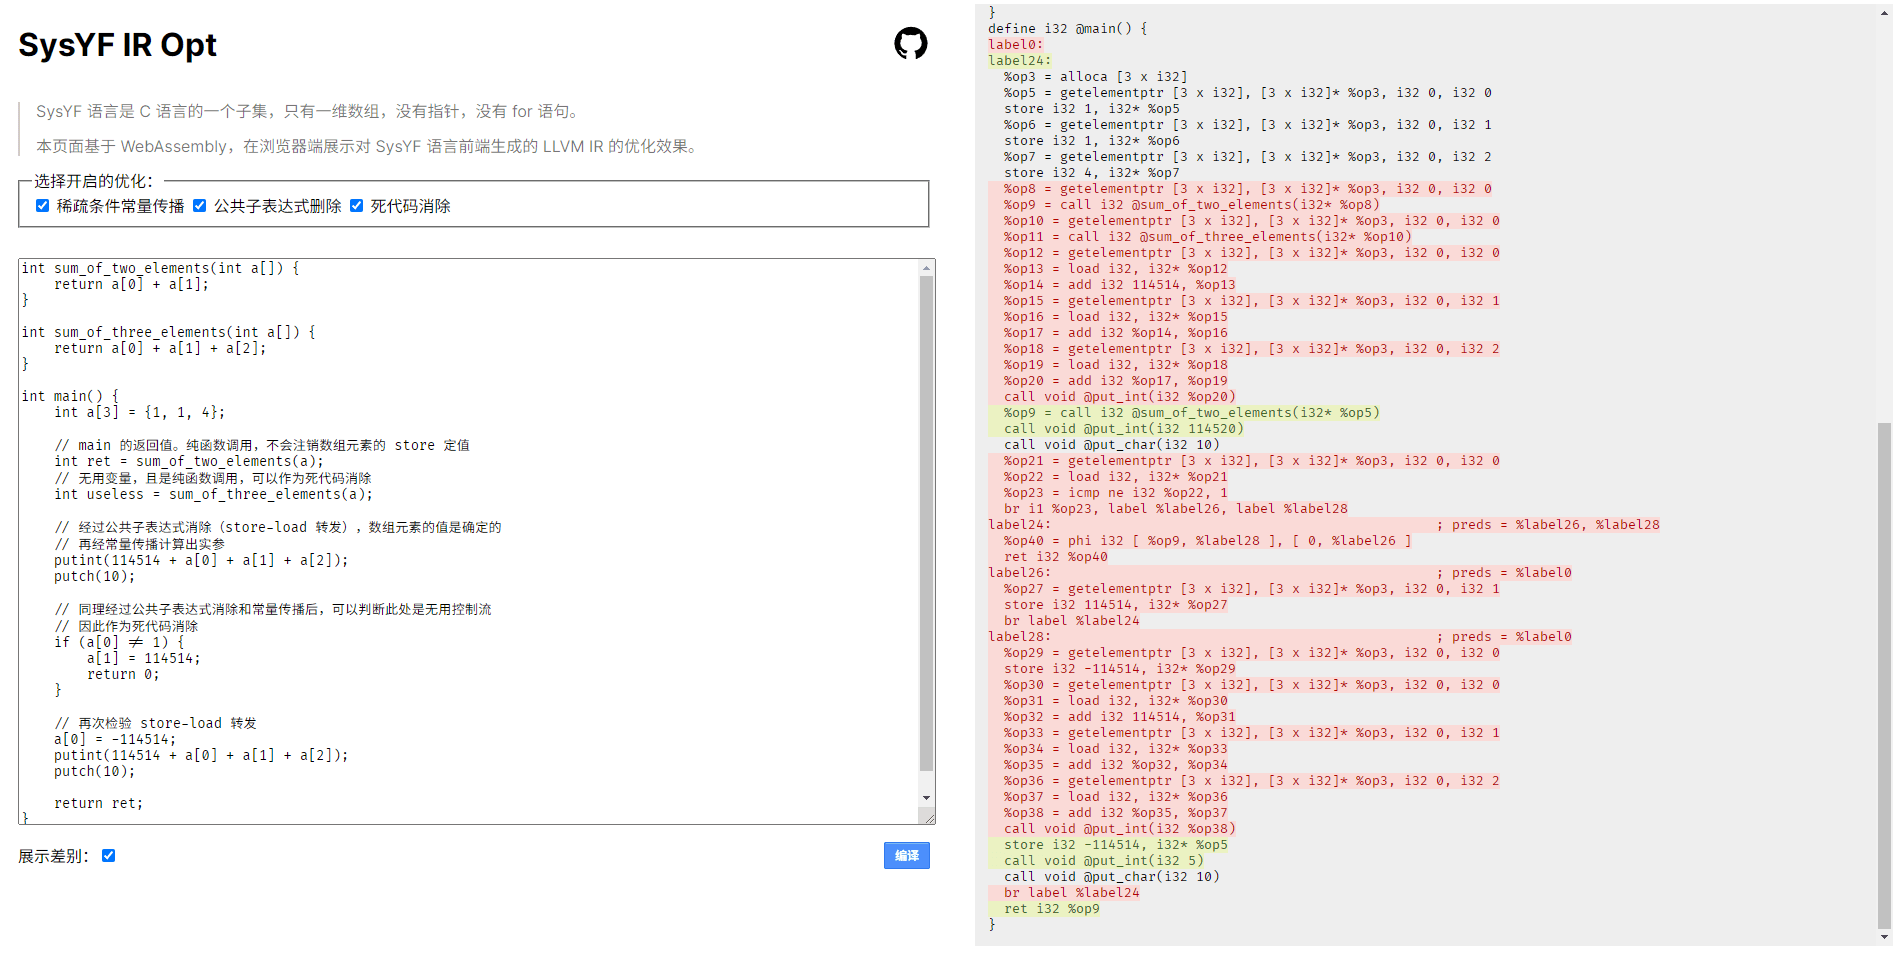 SysYF IR Opt
SysYF 语言是 C 语言的一个子集，只有一维数组，没有指针，没有 for 语句。
本页面基于 WebAssembly，在浏览器端展示对 SysYF 语言前端生成的 LLVM IR 的优化效果。
选择开启的优化：
稀疏条件常量传播 公共子表达式删除 死代码消除
int sum_of_two_elements(int a[]) {
    return a[0] + a[1];
}
int sum_of_three_elements(int a[]) {
    return a[0] + a[1] + a[2];
}
int main() {
    int a[3] = {1, 1, 4};
    // main 的返回值。纯函数调用，不会注销数组元素的 store 定值
    int ret = sum_of_two_elements(a);
    // 无用变量，且是纯函数调用，可以作为死代码消除
    int useless = sum_of_three_elements(a);
    // 经过公共子表达式消除（store-load 转发），数组元素的值是确定的
    // 再经常量传播计算出实参
    putint(114514 + a[0] + a[1] + a[2]);
    putch(10);
    // 同理经过公共子表达式消除和常量传播后，可以判断此处是无用控制流
    // 因此作为死代码消除
    if (a[0] != 1) {
        a[1] = 114514;
        return 0;
    }
    // 再次检验 store-load 转发
    a[0] = -114514;
    putint(114514 + a[0] + a[1] + a[2]);
    putch(10);
    return ret;
}
展示差别：
编译
}
define i32 @main() {
label0:
label24:
  %op3 = alloca [3 x i32]
  %op5 = getelementptr [3 x i32], [3 x i32]* %op3, i32 0, i32 0
  store i32 1, i32* %op5
  %op6 = getelementptr [3 x i32], [3 x i32]* %op3, i32 0, i32 1
  store i32 1, i32* %op6
  %op7 = getelementptr [3 x i32], [3 x i32]* %op3, i32 0, i32 2
  store i32 4, i32* %op7
  %op8 = getelementptr [3 x i32], [3 x i32]* %op3, i32 0, i32 0
  %op9 = call i32 @sum_of_two_elements(i32* %op8)
  %op10 = getelementptr [3 x i32], [3 x i32]* %op3, i32 0, i32 0
  %op11 = call i32 @sum_of_three_elements(i32* %op10)
  %op12 = getelementptr [3 x i32], [3 x i32]* %op3, i32 0, i32 0
  %op13 = load i32, i32* %op12
  %op14 = add i32 114514, %op13
  %op15 = getelementptr [3 x i32], [3 x i32]* %op3, i32 0, i32 1
  %op16 = load i32, i32* %op15
  %op17 = add i32 %op14, %op16
  %op18 = getelementptr [3 x i32], [3 x i32]* %op3, i32 0, i32 2
  %op19 = load i32, i32* %op18
  %op20 = add i32 %op17, %op19
  call void @put_int(i32 %op20)
  %op9 = call i32 @sum_of_two_elements(i32* %op5)
  call void @put_int(i32 114520)
  call void @put_char(i32 10)
  %op21 = getelementptr [3 x i32], [3 x i32]* %op3, i32 0, i32 0
  %op22 = load i32, i32* %op21
  %op23 = icmp ne i32 %op22, 1
  br i1 %op23, label %label26, label %label28
label24:                                                ; preds = %label26, %label28
  %op40 = phi i32 [ %op9, %label28 ], [ 0, %label26 ]
  ret i32 %op40
label26:                                                ; preds = %label0
  %op27 = getelementptr [3 x i32], [3 x i32]* %op3, i32 0, i32 1
  store i32 114514, i32* %op27
  br label %label24
label28:                                                ; preds = %label0
  %op29 = getelementptr [3 x i32], [3 x i32]* %op3, i32 0, i32 0
  store i32 -114514, i32* %op29
  %op30 = getelementptr [3 x i32], [3 x i32]* %op3, i32 0, i32 0
  %op31 = load i32, i32* %op30
  %op32 = add i32 114514, %op31
  %op33 = getelementptr [3 x i32], [3 x i32]* %op3, i32 0, i32 1
  %op34 = load i32, i32* %op33
  %op35 = add i32 %op32, %op34
  %op36 = getelementptr [3 x i32], [3 x i32]* %op3, i32 0, i32 2
  %op37 = load i32, i32* %op36
  %op38 = add i32 %op35, %op37
  call void @put_int(i32 %op38)
  store i32 -114514, i32* %op5
  call void @put_int(i32 5)
  call void @put_char(i32 10)
  br label %label24
  ret i32 %op9
}